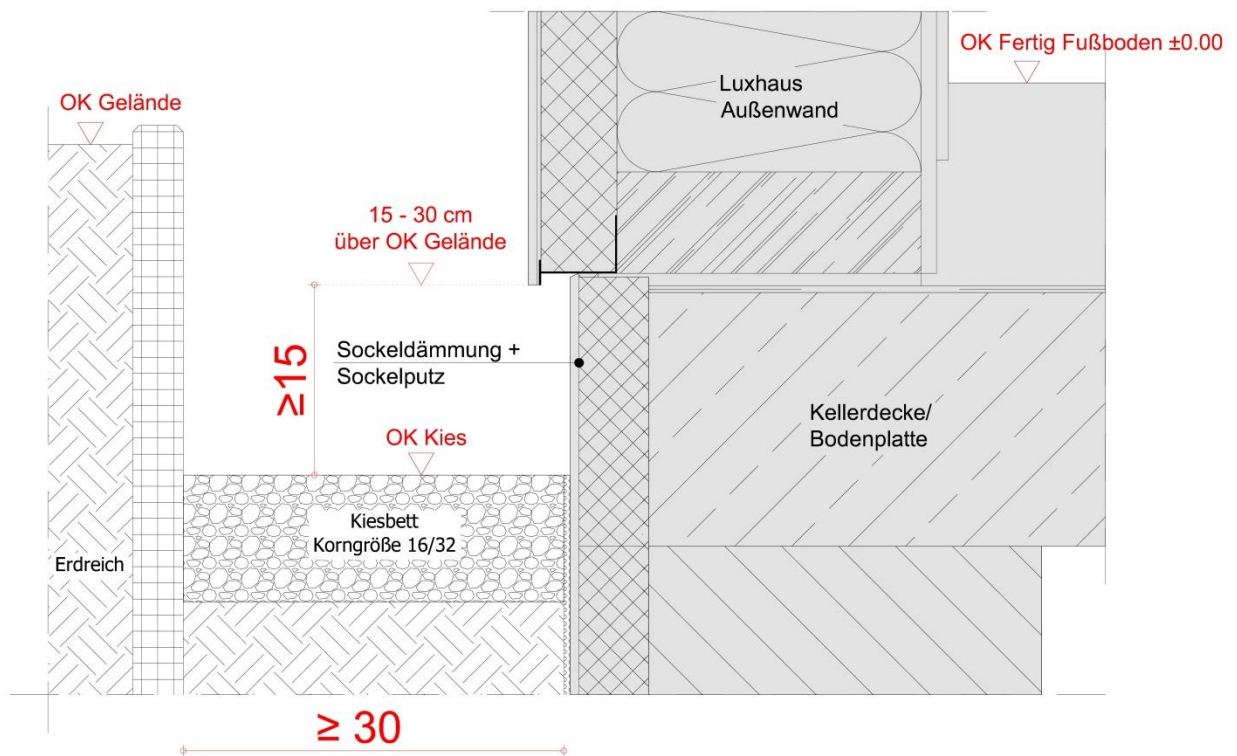 OK Fertig Fußboden ±0.00
Luxhaus
Außenwand
OK Gelände
15 - 30 cm
über OK Gelände
≥15
Sockeldämmung +
Sockelputz
Kellerdecke/
Bodenplatte
OK Kies
Kiesbett
Korngröße 16/32
Erdreich
≥ 30